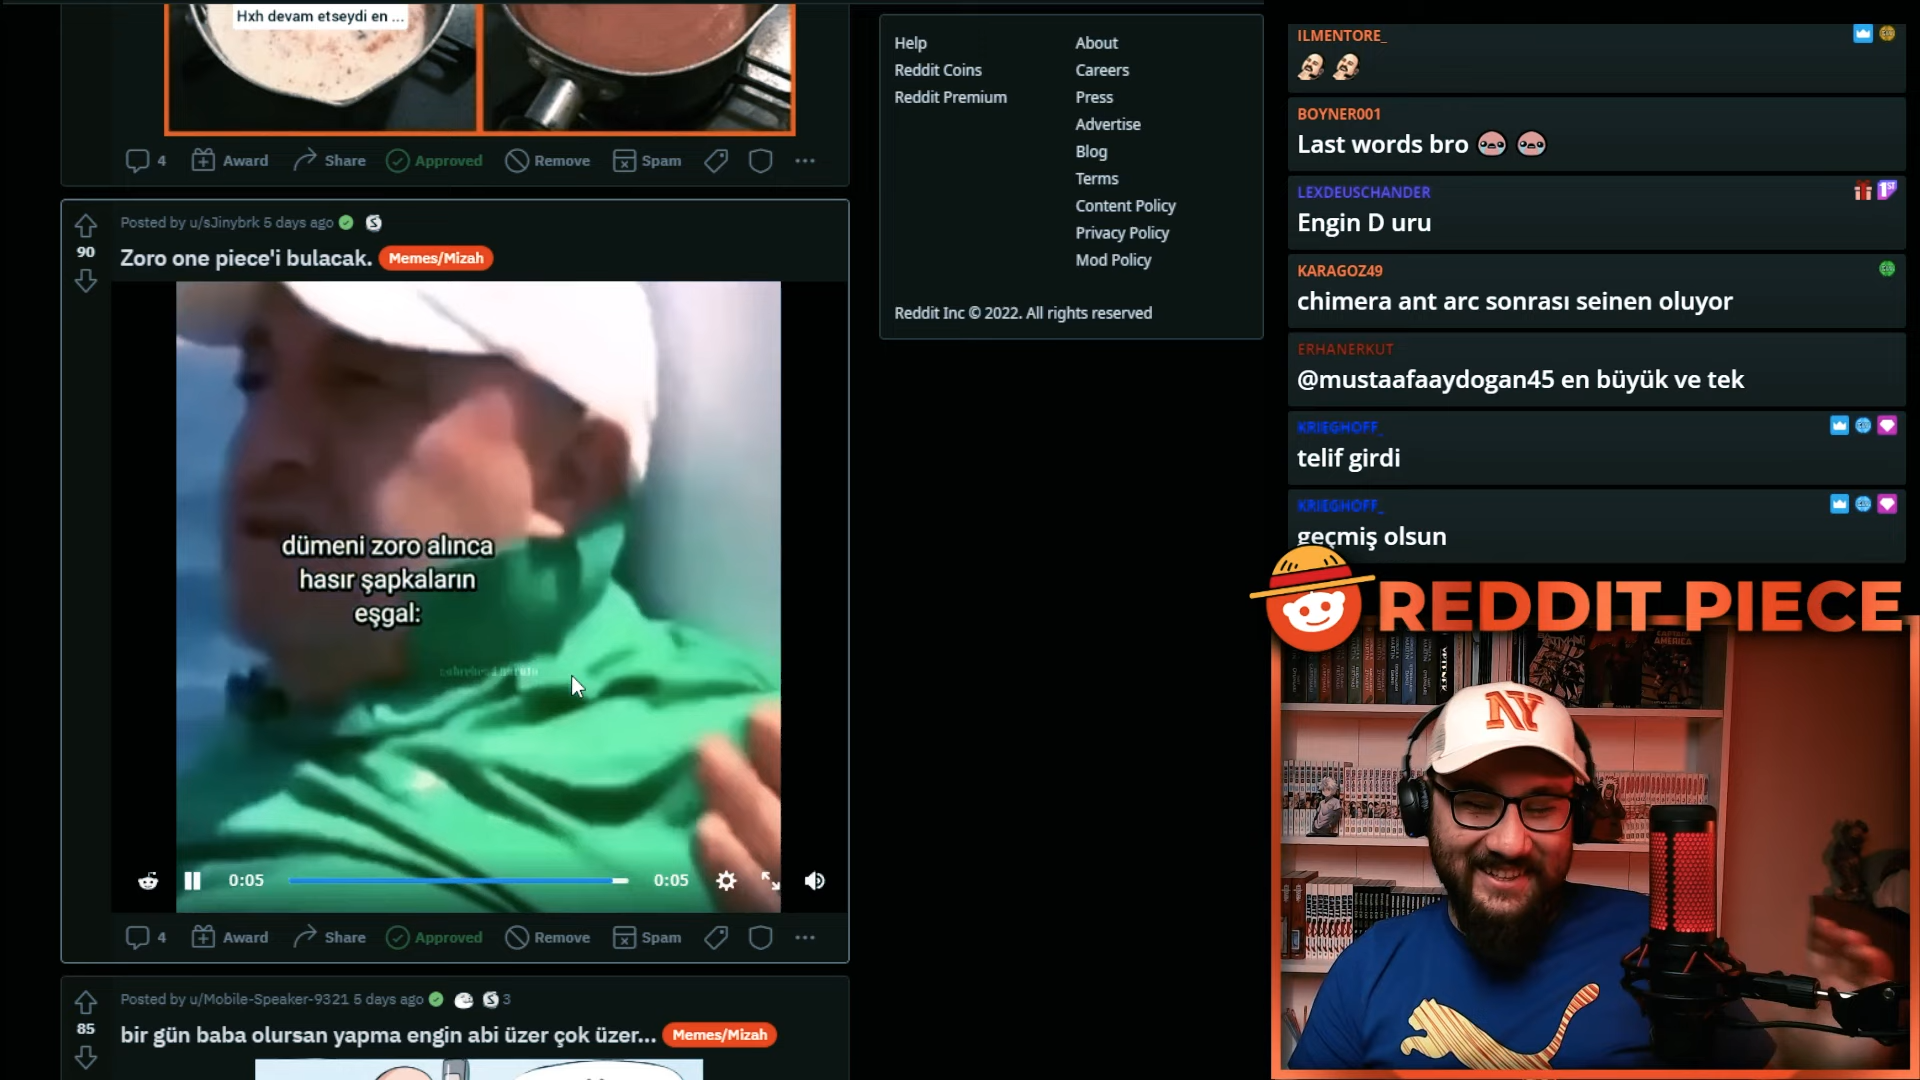 Hxh devam etseydi en ...
4
Award
Share
Approved
Remove
Spam
90
Posted by u/sJinybrk 5 days ago
Zoro one piece'i bulacak.
Memes/Mizah
dümeni zoro alınca
hasır şapkaların
eşgal:
0:05
0:05
4
Award
Share
Approved
Remove
Spam
85
Posted by u/Mobile-Speaker-9321 5 days ago
3
bir gün baba olursan yapma engin abi üzer çok üzer...
Memes/Mizah
Help
Reddit Coins
Reddit Premium
About
Careers
Press
Advertise
Blog
Terms
Content Policy
Privacy Policy
Mod Policy
Reddit Inc © 2022. All rights reserved
ILMENTORE_
BOYNER001
Last words bro
LEXDEUSCHANDER
1ST
Engin D uru
KARAGOZ49
chimera ant arc sonrası seinen oluyor
ERHANERKUT
@mustaafaaydogan45 en büyük ve tek
KRIEGHOFF_
telif girdi
KRIEGHOFF_
geçmiş olsun
REDDIT PIECE
CAPTAIN
AMERICA
NY